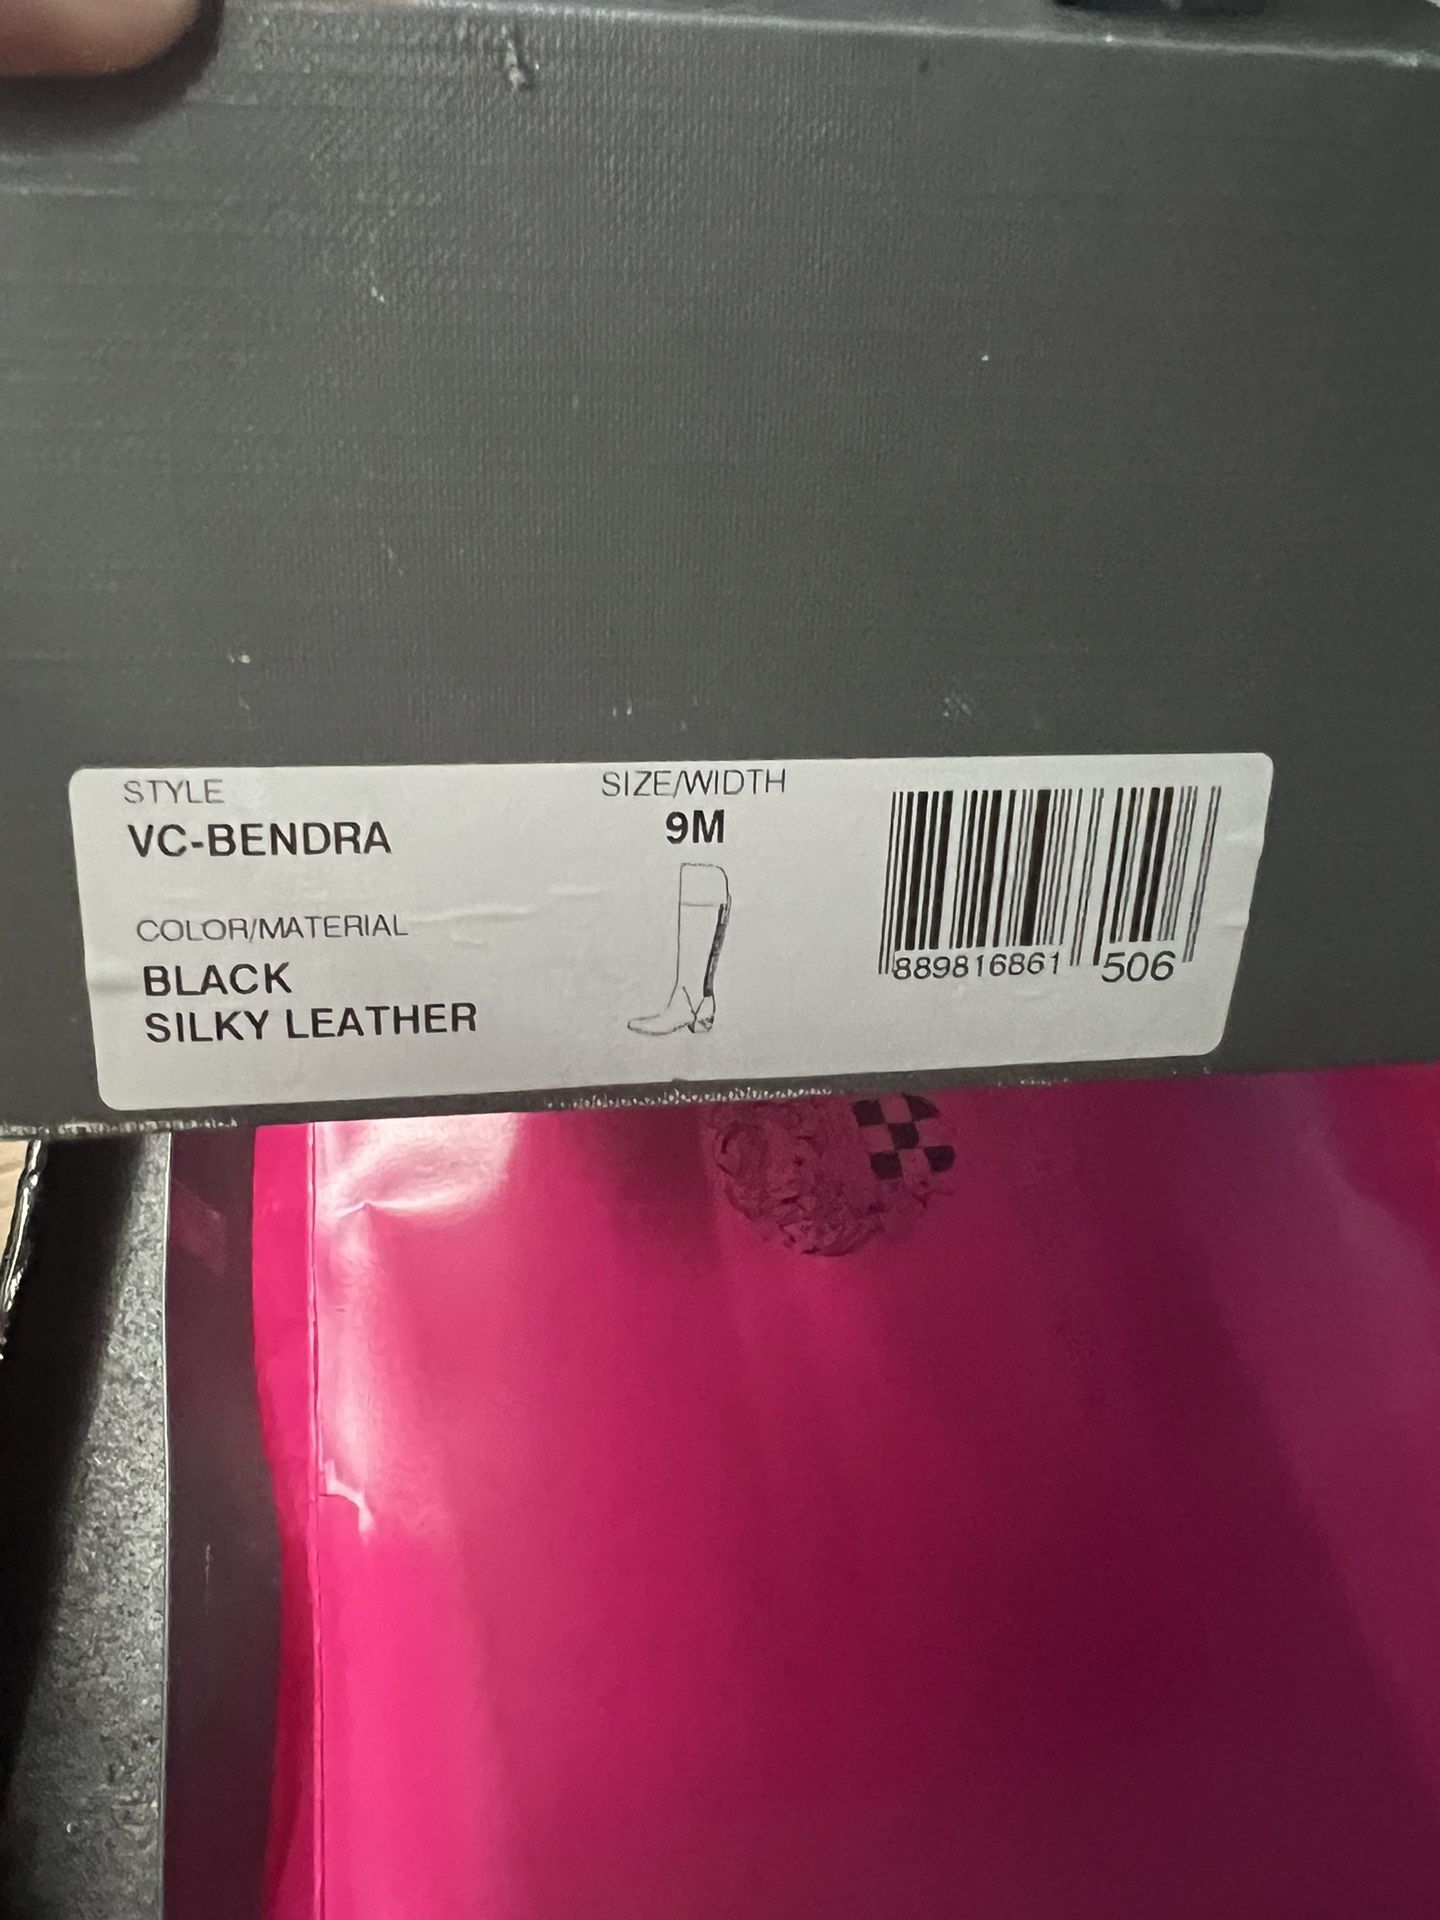 STYLE
VC-BENDRA
COLOR/MATERIAL
BLACK
SILKY LEATHER
SIZE/WIDTH
9M
889816861 506